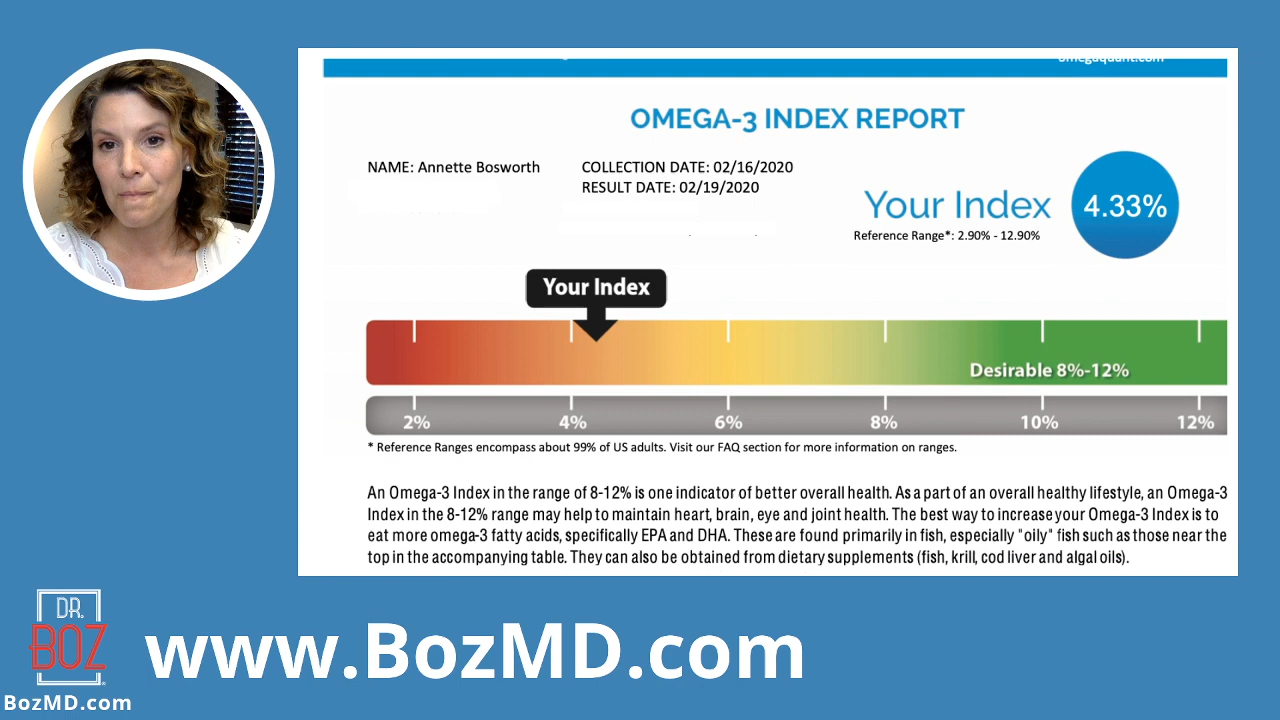 omegaquant.com
OMEGA-3 INDEX REPORT
NAME: Annette Bosworth
COLLECTION DATE: 02/16/2020
RESULT DATE: 02/19/2020
Your Index
4.33%
Reference Range*: 2.90% - 12.90%
Your Index
Desirable 8%-12%
2% 4% 6% 8% 10% 12%
* Reference Ranges encompass about 99% of US adults. Visit our FAQ section for more information on ranges.
An Omega-3 Index in the range of 8-12% is one indicator of better overall health. As a part of an overall healthy lifestyle, an Omega-3
Index in the 8-12% range may help to maintain heart, brain, eye and joint health. The best way to increase your Omega-3 Index is to
eat more omega-3 fatty acids, specifically EPA and DHA. These are found primarily in fish, especially "oily" fish such as those near the
top in the accompanying table. They can also be obtained from dietary supplements (fish, krill, cod liver and algal oils).
DR.
BOZ
www.BozMD.com
BozMD.com